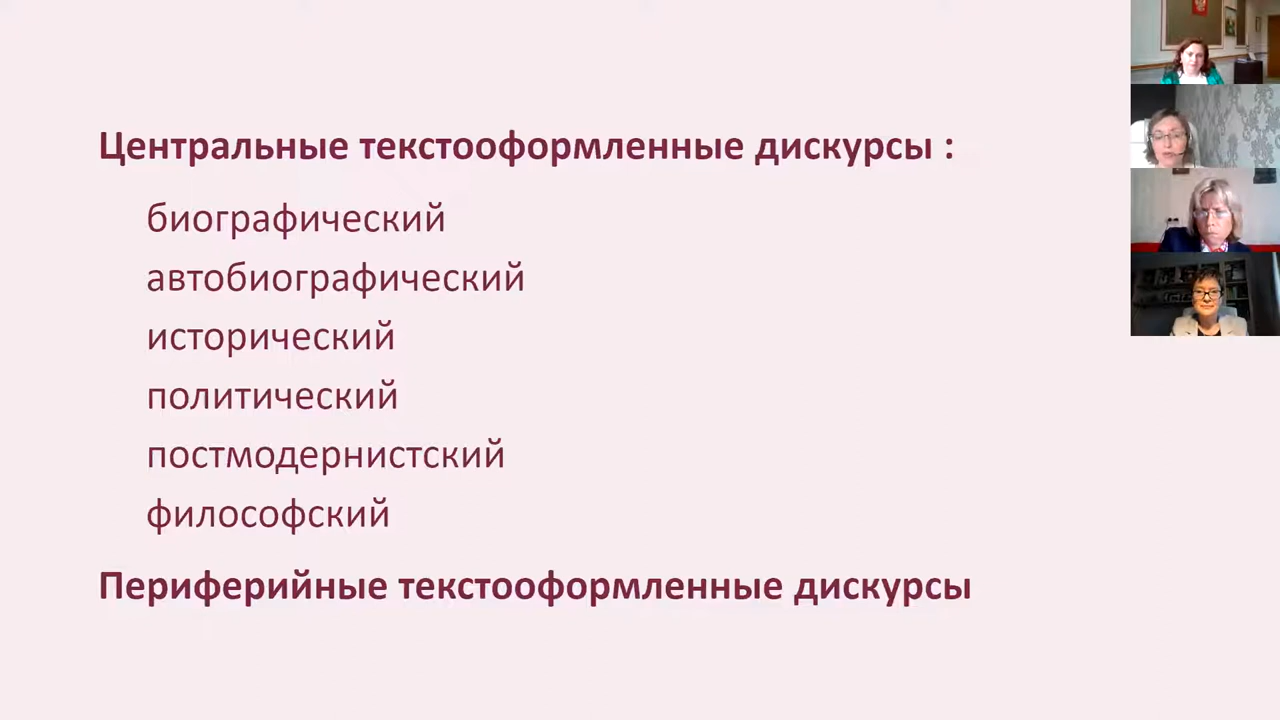 Центральные текстооформленные дискурсы :
биографический
автобиографический
исторический
политический
постмодернистский
философский
Периферийные текстооформленные дискурсы